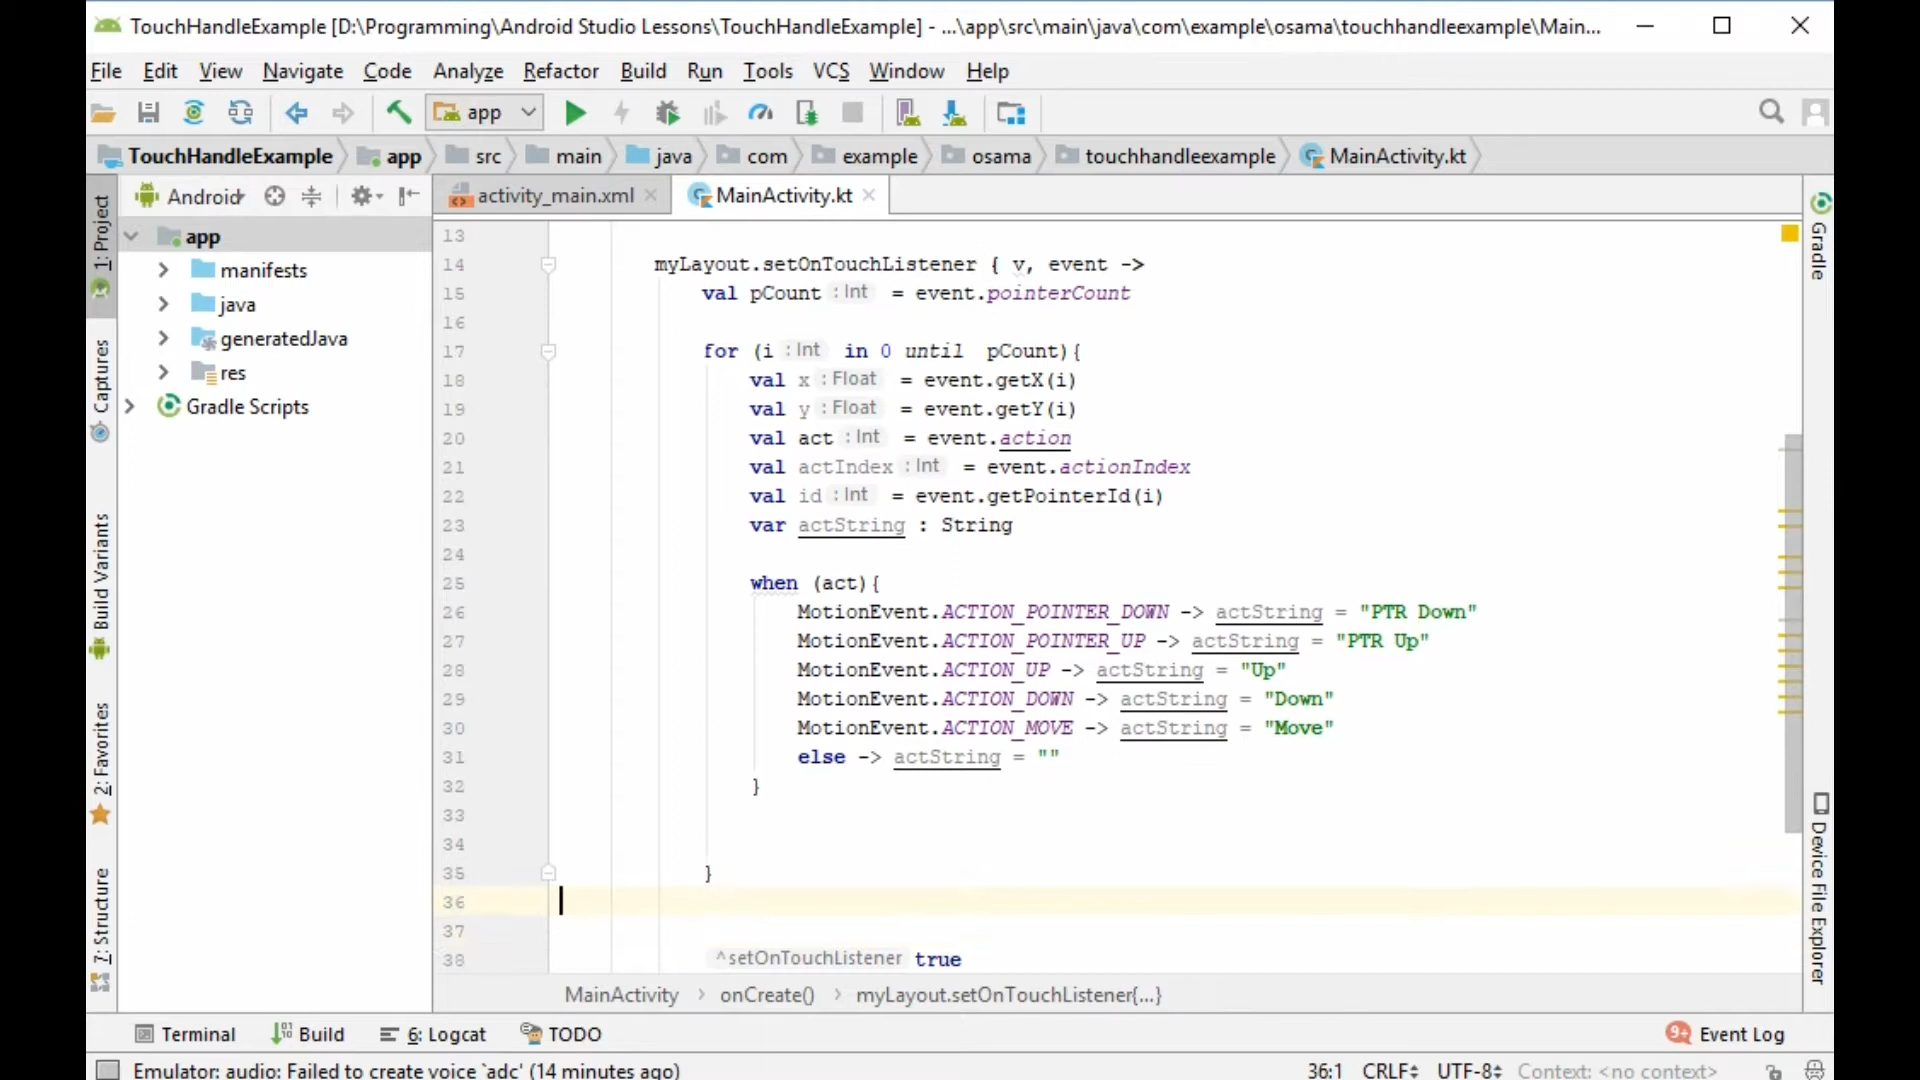 TouchHandleExample [D:\Programming\Android Studio Lessons\TouchHandleExample] - ...\app\src\main\java\com\example\osama\touchhandleexample\Main...
File Edit View Navigate Code Analyze Refactor Build Run Tools VCS Window Help
app
TouchHandleExample app src main java com example osama touchhandleexample MainActivity.kt
Android activity_main.xml MainActivity.kt
1: Project
Captures
Build Variants
2: Favorites
7: Structure
app
manifests
java
generatedJava
res
Gradle Scripts
13
14 myLayout.setOnTouchListener { v, event ->
15 val pCount : Int = event.pointerCount
16
17 for (i : Int in 0 until pCount){
18 val x : Float = event.getX(i)
19 val y : Float = event.getY(i)
20 val act : Int = event.action
21 val actIndex : Int = event.actionIndex
22 val id : Int = event.getPointerId(i)
23 var actString : String
24
25 when (act){
26 MotionEvent.ACTION_POINTER_DOWN -> actString = "PTR Down"
27 MotionEvent.ACTION_POINTER_UP -> actString = "PTR Up"
28 MotionEvent.ACTION_UP -> actString = "Up"
29 MotionEvent.ACTION_DOWN -> actString = "Down"
30 MotionEvent.ACTION_MOVE -> actString = "Move"
31 else -> actString = ""
32 }
33
34
35 }
36
37
38 ^setOnTouchListener true
MainActivity › onCreate() › myLayout.setOnTouchListener{...}
Gradle
Device File Explorer
Terminal Build 6: Logcat TODO 9+ Event Log
Emulator: audio: Failed to create voice `adc' (14 minutes ago) 36:1 CRLF UTF-8 Context: <no context>